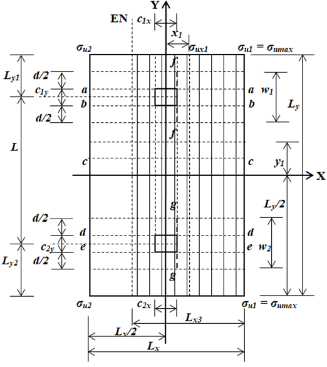 Y
EN c1x
x1
σu2 σux1 σu1 = σumax
Ly1 d/2 j w1
c1y a a Ly
b b
d/2
j
L y1
c c
X
g Ly/2
d/2
d d
c2y e e w2
Ly2 d/2
g
σu2 c2x σu1 = σumax
Lx/2 Lx3
Lx